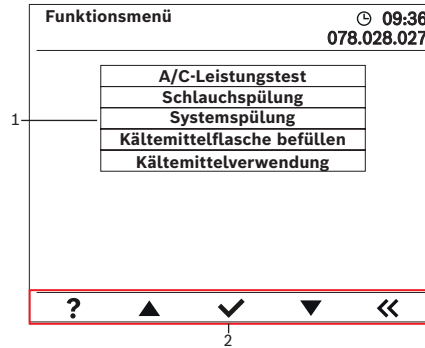 Funktionsmenü 09:36
078.028.027
A/C-Leistungstest
Schlauchspülung
1 Systemspülung
Kältemittelflasche befüllen
Kältemittelverwendung
?
2